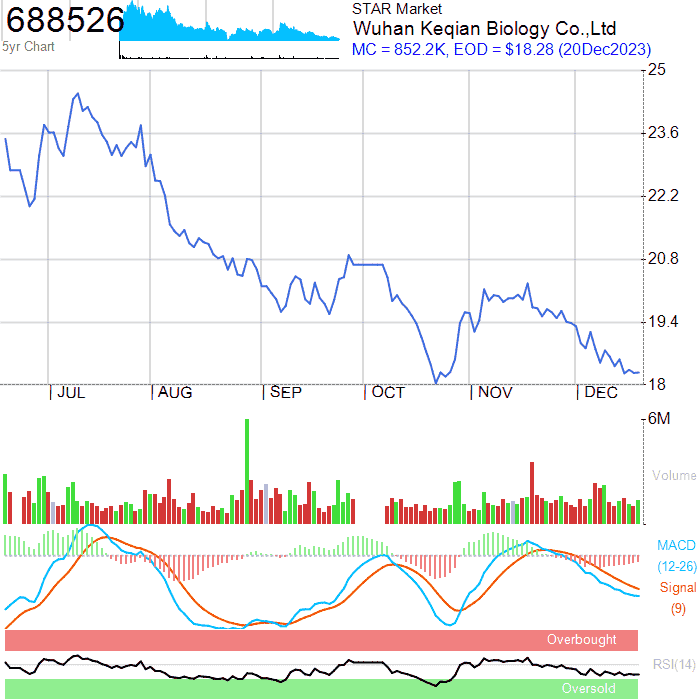 688526
5yr Chart
STAR Market
Wuhan Keqian Biology Co.,Ltd
MC = 852.2K, EOD = $18.28 (20Dec2023)
25
23.6
22.2
20.8
19.4
18
JUL AUG SEP OCT NOV DEC
6M
Volume
MACD
(12-26)
Signal
(9)
Overbought
RSI(14)
Oversold